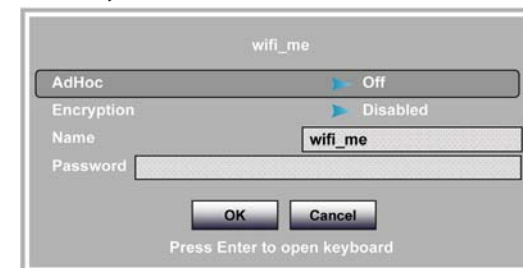 wifi_me
AdHoc Off
Encryption Disabled
Name wifi_me
Password
OK Cancel
Press Enter to open keyboard